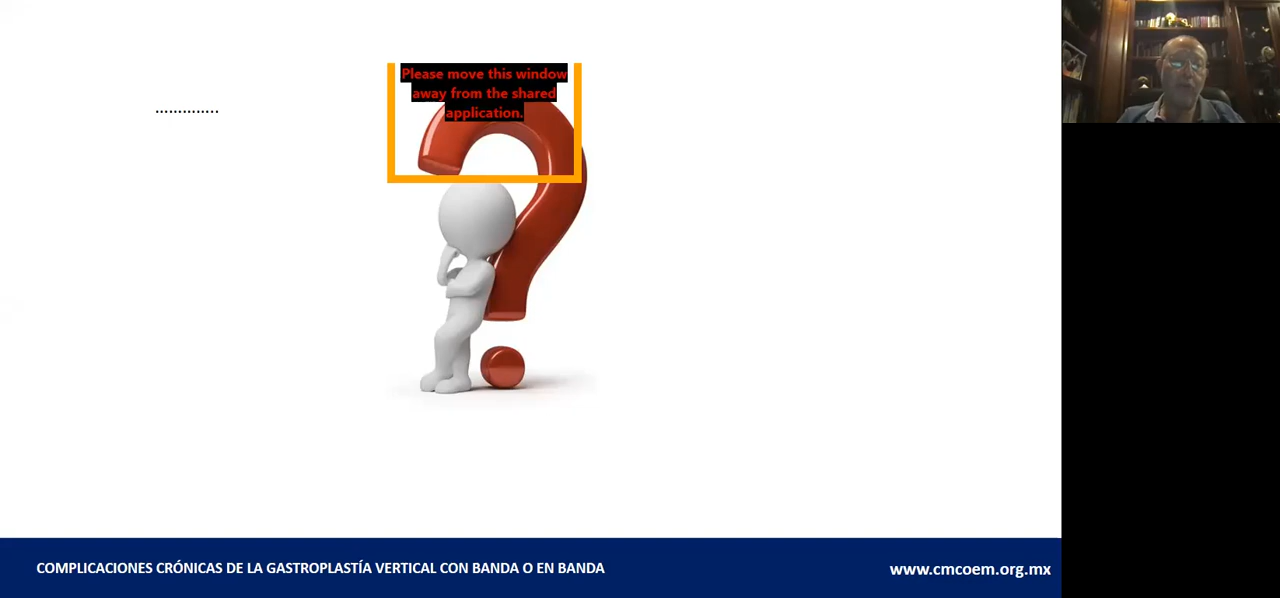 Please move this window
away from the shared
application.
..............
COMPLICACIONES CRÓNICAS DE LA GASTROPLASTÍA VERTICAL CON BANDA O EN BANDA
www.cmcoem.org.mx